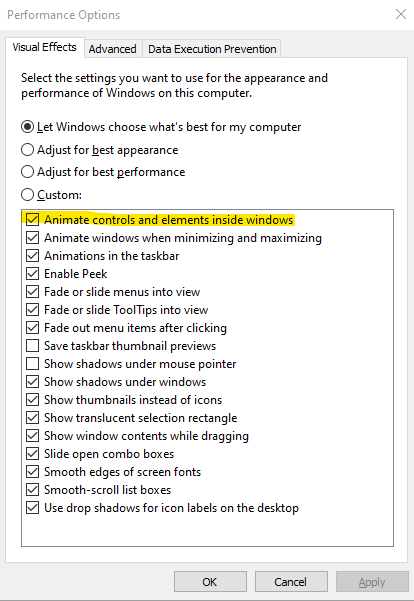 Performance Options
Visual Effects Advanced Data Execution Prevention
Select the settings you want to use for the appearance and
performance of Windows on this computer.
Let Windows choose what's best for my computer
Adjust for best appearance
Adjust for best performance
Custom:
Animate controls and elements inside windows
Animate windows when minimizing and maximizing
Animations in the taskbar
Enable Peek
Fade or slide menus into view
Fade or slide ToolTips into view
Fade out menu items after clicking
Save taskbar thumbnail previews
Show shadows under mouse pointer
Show shadows under windows
Show thumbnails instead of icons
Show translucent selection rectangle
Show window contents while dragging
Slide open combo boxes
Smooth edges of screen fonts
Smooth-scroll list boxes
Use drop shadows for icon labels on the desktop
OK Cancel Apply